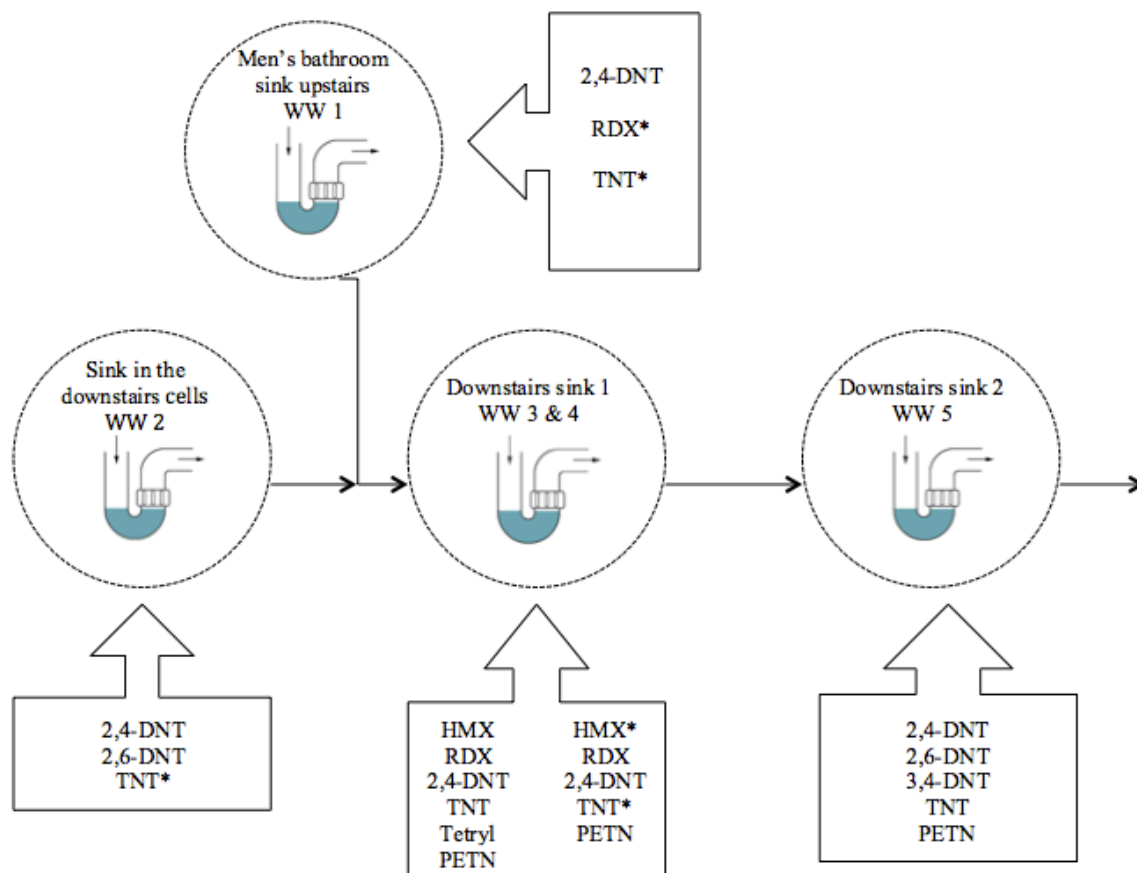 Men's bathroom
sink upstairs
WW 1
2,4-DNT
RDX*
TNT*
Sink in the
downstairs cells
WW 2
Downstairs sink 1
WW 3 & 4
Downstairs sink 2
WW 5
2,4-DNT
2,6-DNT
TNT*
HMX
RDX
2,4-DNT
TNT
Tetryl
PETN
HMX*
RDX
2,4-DNT
TNT*
PETN
2,4-DNT
2,6-DNT
3,4-DNT
TNT
PETN